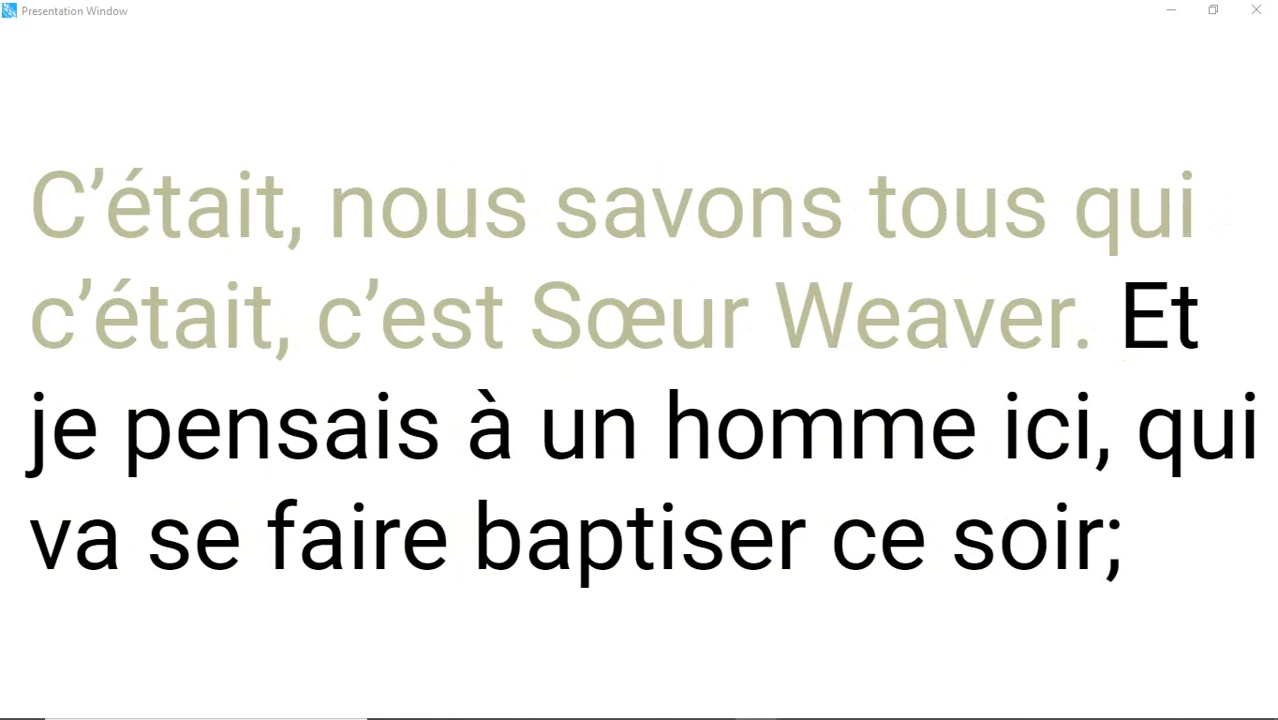 Presentation Window
C’était, nous savons tous qui
c’était, c’est Sœur Weaver. Et
je pensais à un homme ici, qui
va se faire baptiser ce soir;